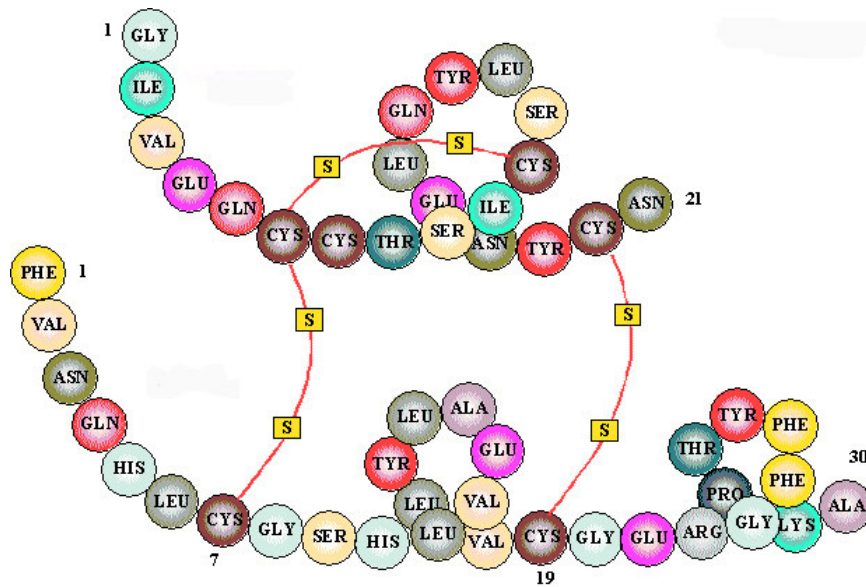 1
GLY
ILE
VAL
GLU
GLN
CYS
CYS
THR
SER
ILE
CYS
SER
LEU
TYR
GLN
LEU
GLU
ASN
TYR
CYS
ASN
21
S
S
S
S
S
S
PHE
1
VAL
ASN
GLN
HIS
LEU
CYS
7
GLY
SER
HIS
LEU
VAL
GLU
ALA
LEU
TYR
LEU
VAL
CYS
19
GLY
GLU
ARG
GLY
PHE
PHE
TYR
THR
PRO
LYS
ALA
30